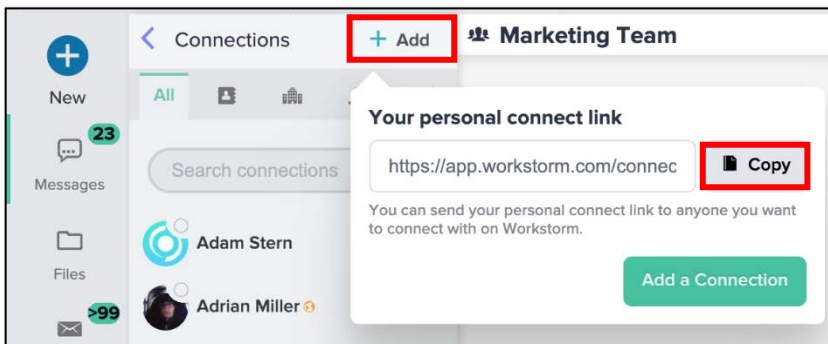 Connections
+ Add
Marketing Team
New
All
23
Messages
Search connections
Files
Adam Stern
>99
Adrian Miller
Your personal connect link
https://app.workstorm.com/connec
Copy
You can send your personal connect link to anyone you want
to connect with on Workstorm.
Add a Connection